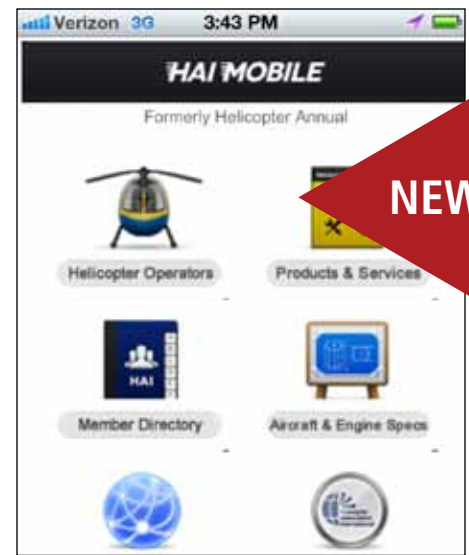 Verizon 3G 3:43 PM
HAI MOBILE
Formerly Helicopter Annual
NEW
Helicopter Operators Products & Services
HAI
Member Directory Aircraft & Engine Specs